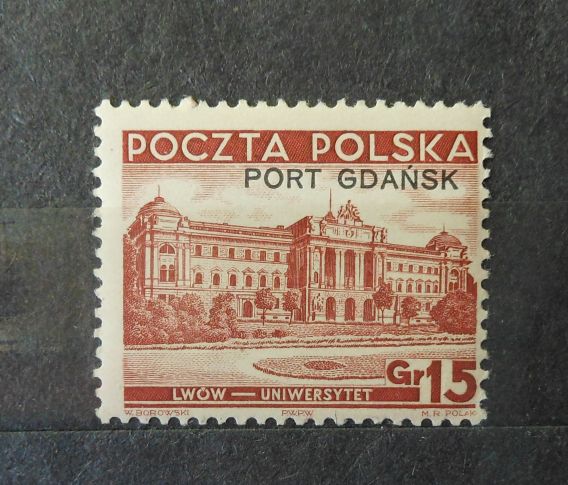 POCZTA POLSKA
PORT GDAŃSK
Gr 15
LWÓW — UNIWERSYTET
W. BOROWSKI PWPW M.R. POLAK